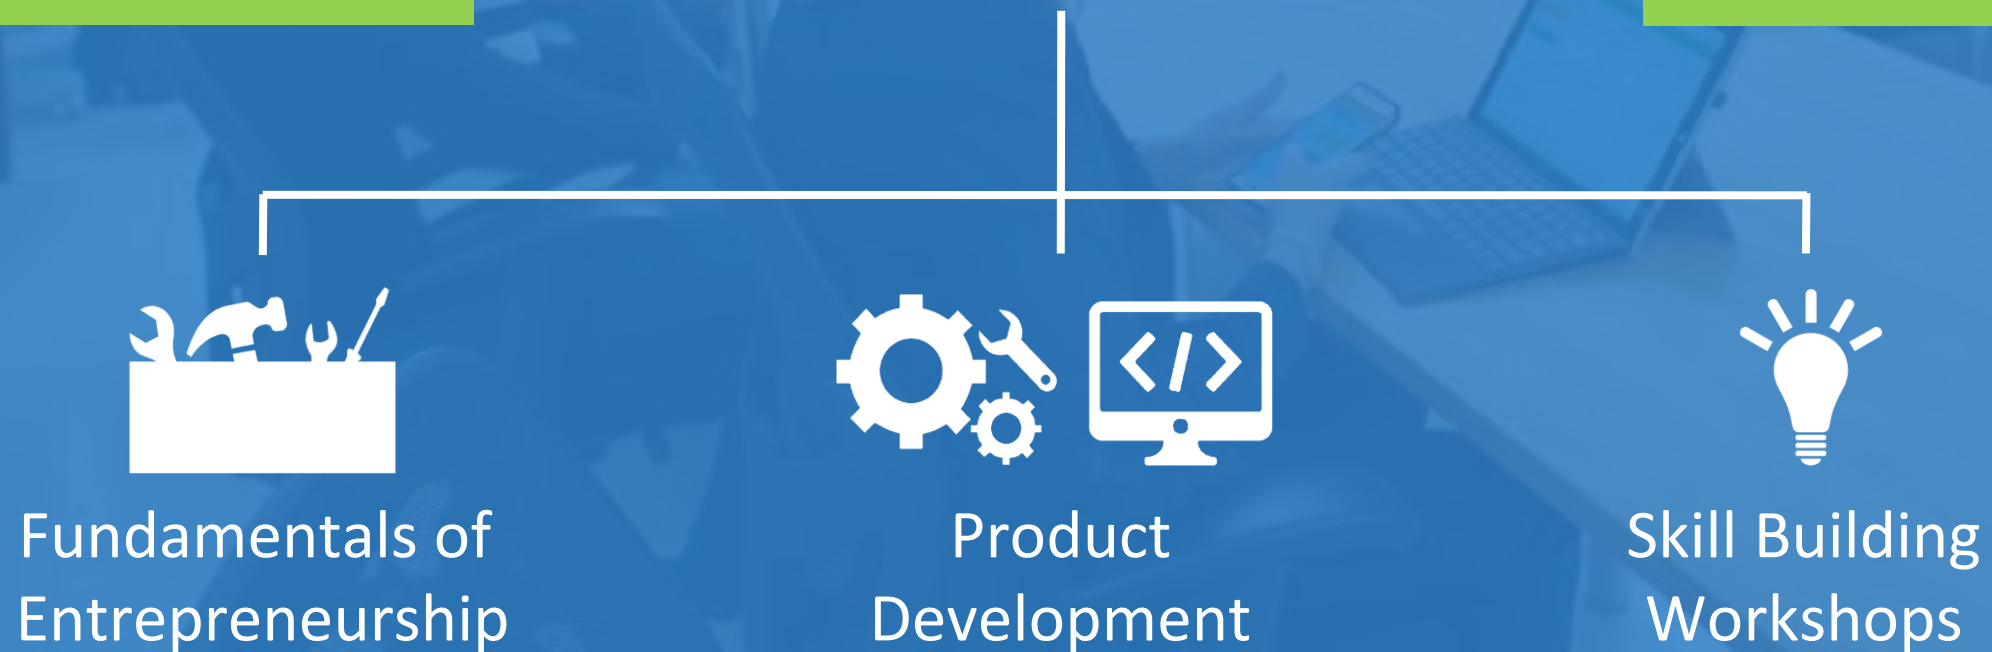 Fundamentals of
Entrepreneurship
Product
Development
Skill Building
Workshops